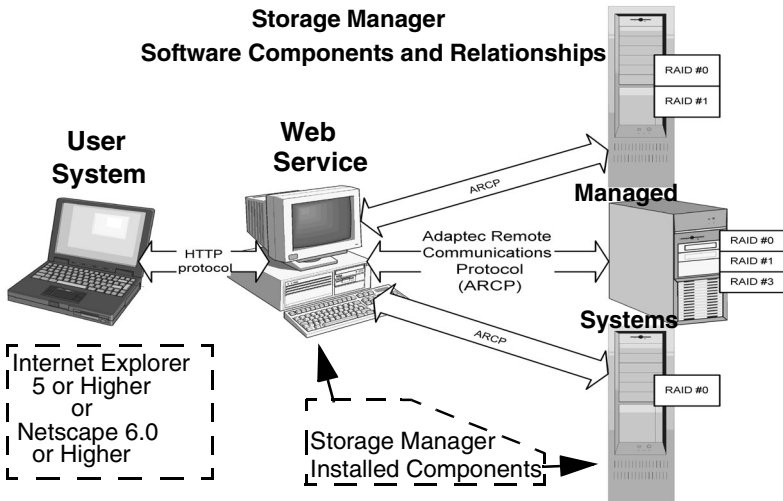 Storage Manager
Software Components and Relationships
RAID #0
RAID #1
User
System
Web
Service
ARCP
Managed
HTTP
protocol
Adaptec Remote
Communications
Protocol
(ARCP)
RAID #0
RAID #1
RAID #3
ARCP
Systems
Internet Explorer
5 or Higher
or
Netscape 6.0
or Higher
RAID #0
Storage Manager
Installed Components